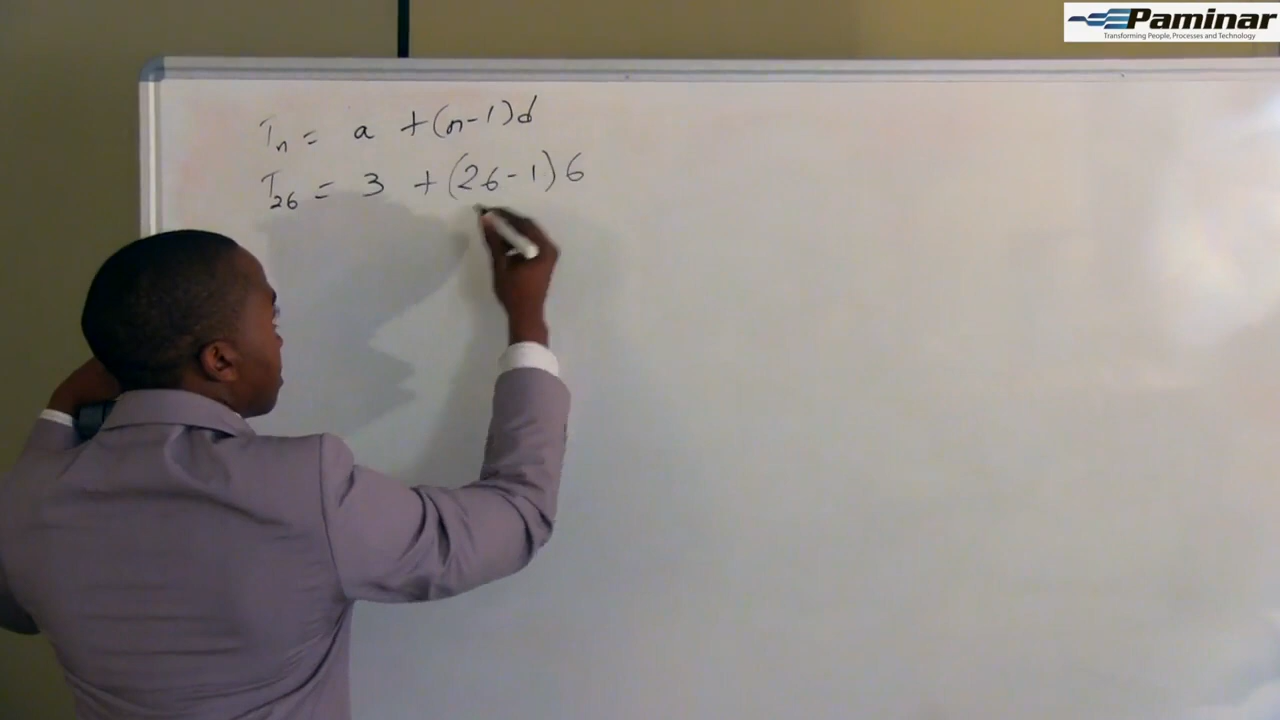 Paminar
Transforming People, Processes and Technology
Tn = a + (n-1)d
T26 = 3 + (26-1)6